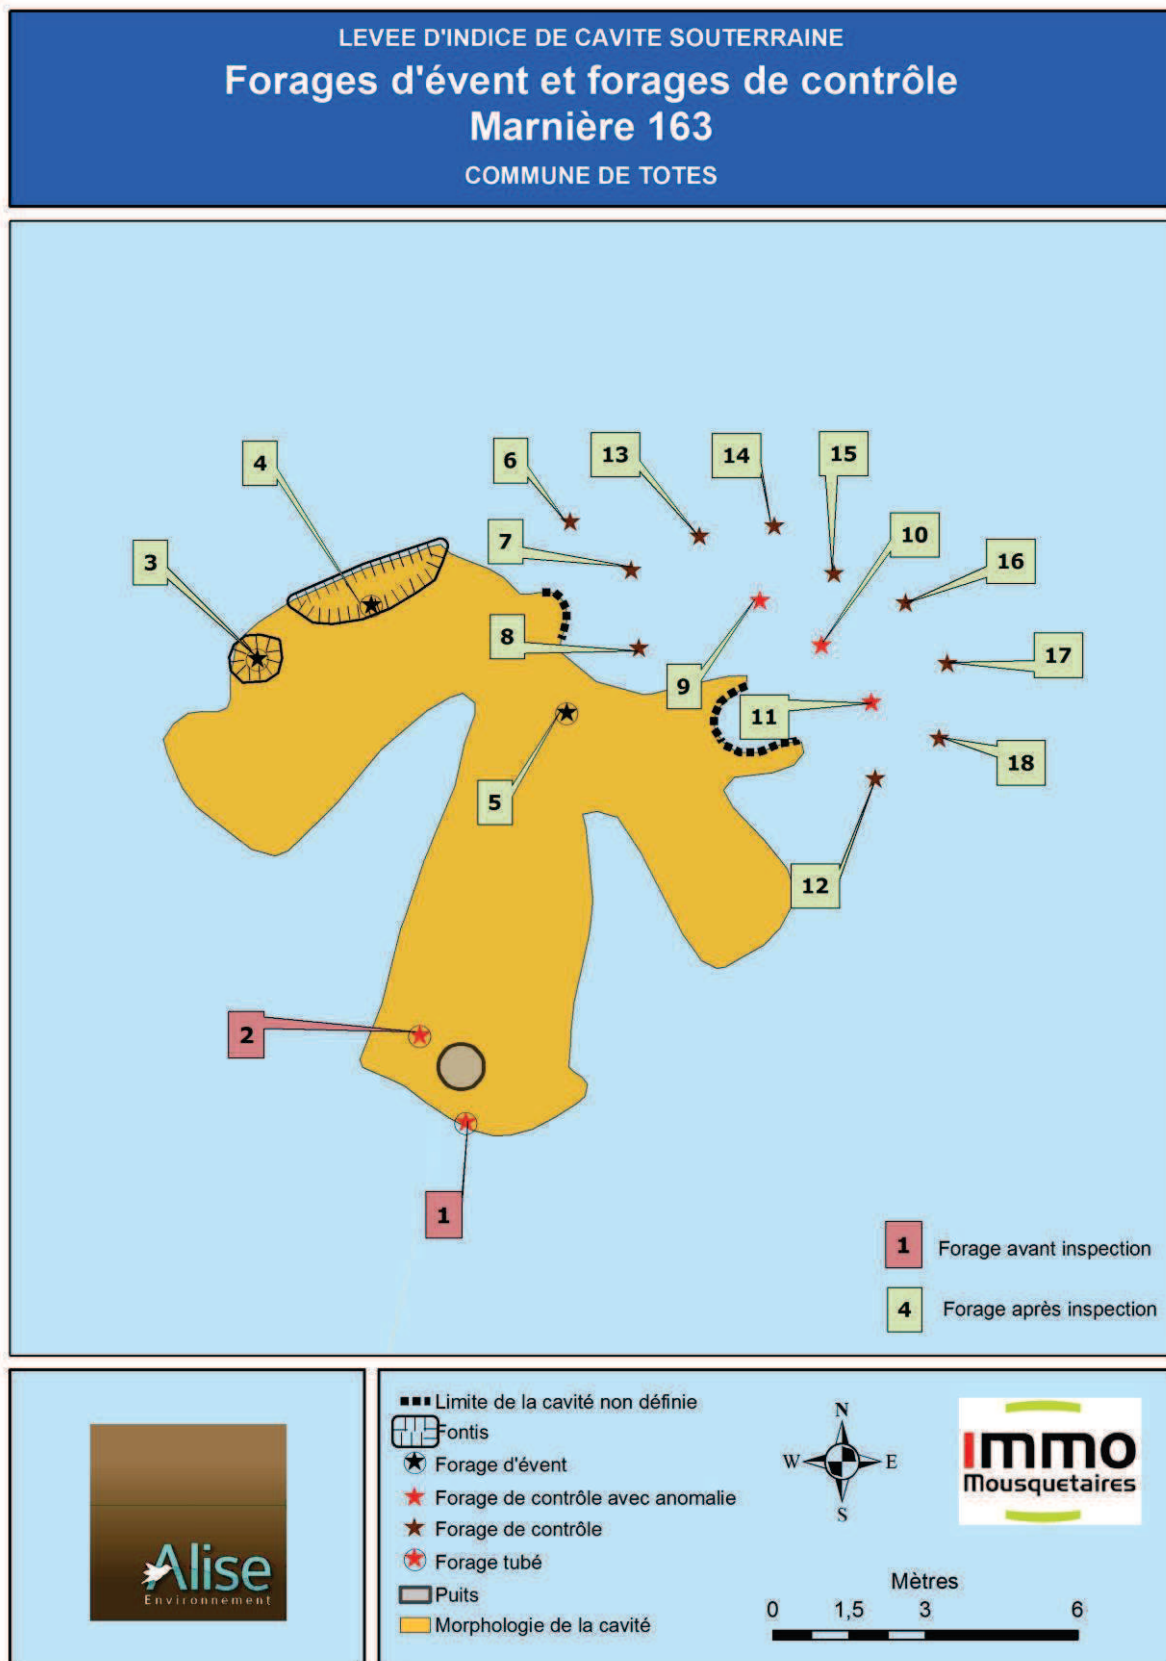 LEVEE D'INDICE DE CAVITE SOUTERRAINE
Forages d'évent et forages de contrôle
Marnière 163
COMMUNE DE TOTES
4
6
13
14
15
3
7
10
16
8
9
11
17
5
18
12
2
1
1 Forage avant inspection
4 Forage après inspection
Limite de la cavité non définie
Fontis
Forage d'évent
Forage de contrôle avec anomalie
Forage de contrôle
Forage tubé
Puits
Morphologie de la cavité
N
W E
S
Immo
Mousquetaires
Mètres
0 1,5 3 6
Alise
Environnement